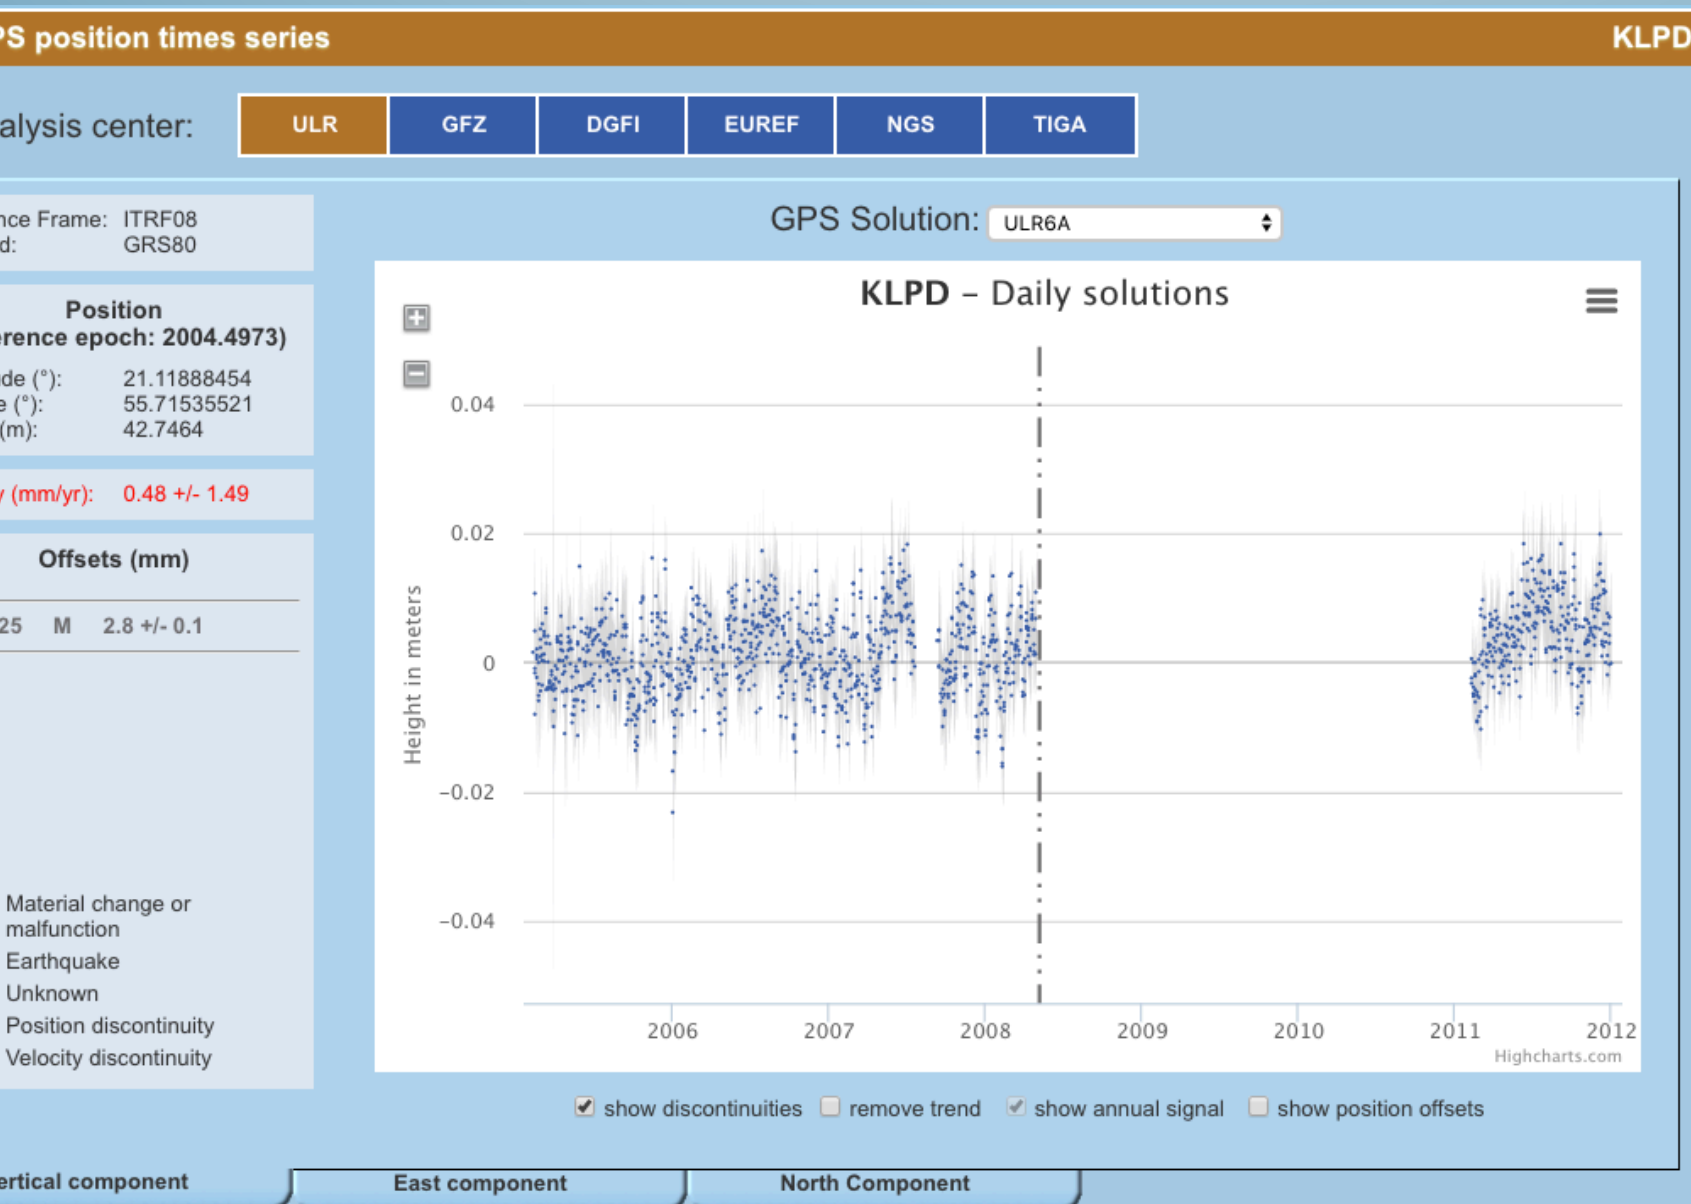 PS position times series KLPD
alysis center: ULR GFZ DGFI EUREF NGS TIGA
nce Frame: ITRF08
d: GRS80
GPS Solution: ULR6A
Position
erence epoch: 2004.4973)
ude (°): 21.11888454
e (°): 55.71535521
(m): 42.7464
y (mm/yr): 0.48 +/- 1.49
Offsets (mm)
25 M 2.8 +/- 0.1
Material change or
malfunction
Earthquake
Unknown
Position discontinuity
Velocity discontinuity
KLPD – Daily solutions
Height in meters
0.04
0.02
0
−0.02
−0.04
2006 2007 2008 2009 2010 2011 2012
Highcharts.com
show discontinuities remove trend show annual signal show position offsets
ertical component East component North Component